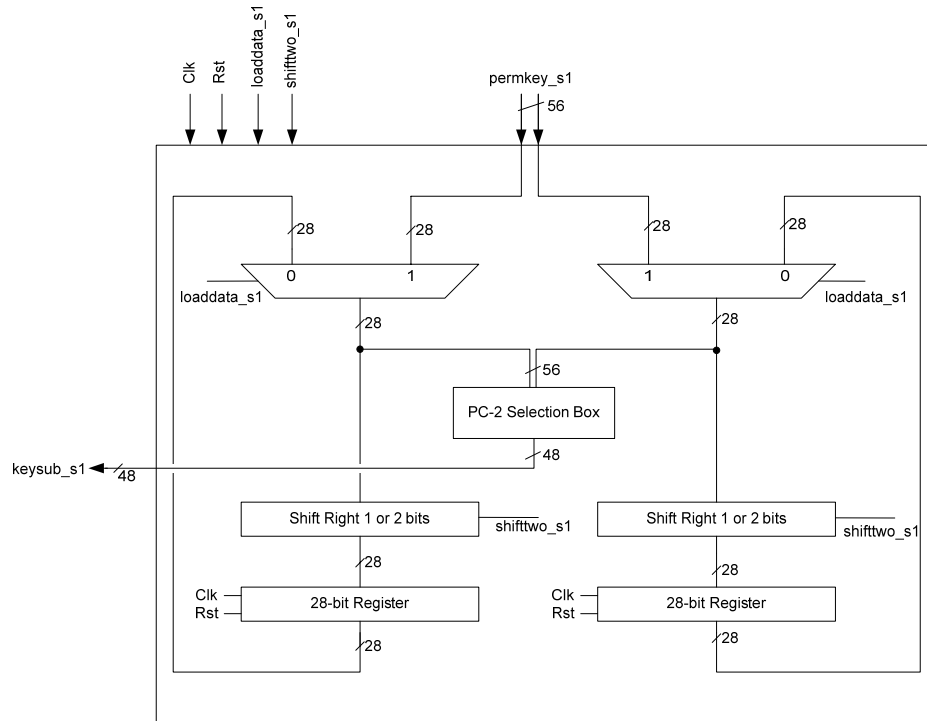 Clk
Rst
loaddata_s1
shifttwo_s1
permkey_s1
56
28
28
28
28
0
1
1
0
loaddata_s1
loaddata_s1
28
28
56
PC-2 Selection Box
48
keysub_s1
48
Shift Right 1 or 2 bits
shifttwo_s1
Shift Right 1 or 2 bits
shifttwo_s1
28
28
Clk
Rst
28-bit Register
Clk
Rst
28-bit Register
28
28